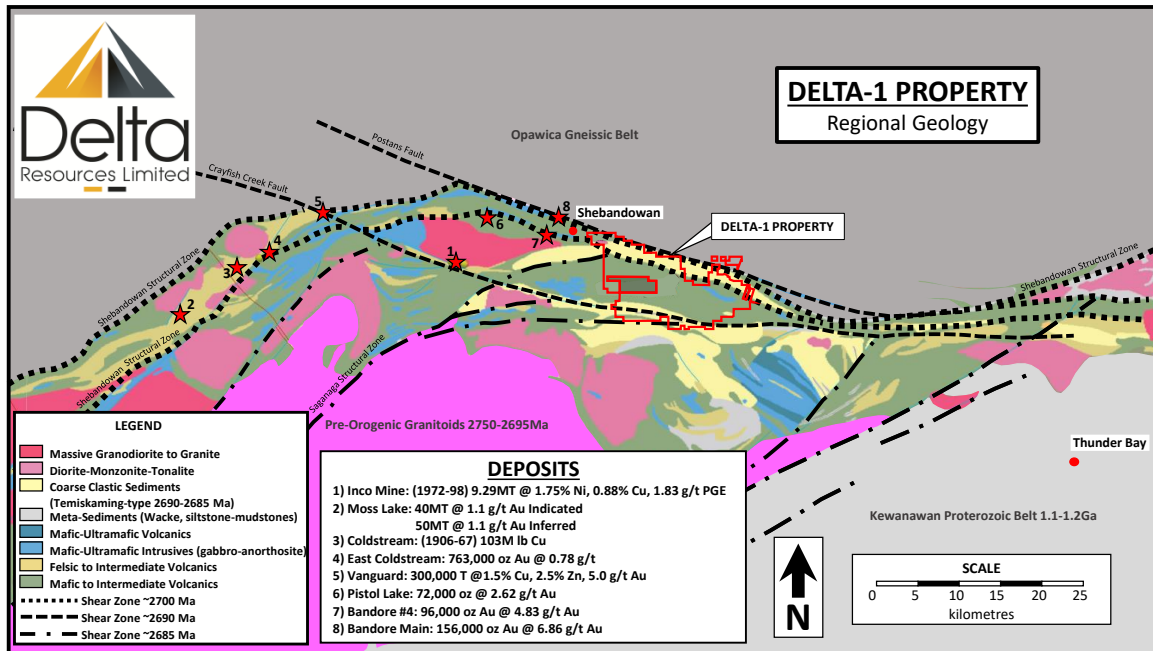 Delta
Resources Limited
DELTA-1 PROPERTY
Regional Geology
Opawica Gneissic Belt
Postans Fault
Crayfish Creek Fault
5
6
8
Shebandowan
7
DELTA-1 PROPERTY
4
3
1
2
Shebandowan Structural Zone
Shebandowan Structural Zone
Shebandowan Structural Zone
Saganaga Structural Zone
Pre-Orogenic Granitoids 2750-2695Ma
Thunder Bay
Kewanawan Proterozoic Belt 1.1-1.2Ga
LEGEND
Massive Granodiorite to Granite
Diorite-Monzonite-Tonalite
Coarse Clastic Sediments
(Temiskaming-type 2690-2685 Ma)
Meta-Sediments (Wacke, siltstone-mudstones)
Mafic-Ultramafic Volcanics
Mafic-Ultramafic Intrusives (gabbro-anorthosite)
Felsic to Intermediate Volcanics
Mafic to Intermediate Volcanics
Shear Zone ~2700 Ma
Shear Zone ~2690 Ma
Shear Zone ~2685 Ma
DEPOSITS
1) Inco Mine: (1972-98) 9.29MT @ 1.75% Ni, 0.88% Cu, 1.83 g/t PGE
2) Moss Lake: 40MT @ 1.1 g/t Au Indicated
50MT @ 1.1 g/t Au Inferred
3) Coldstream: (1906-67) 103M lb Cu
4) East Coldstream: 763,000 oz Au @ 0.78 g/t
5) Vanguard: 300,000 T @1.5% Cu, 2.5% Zn, 5.0 g/t Au
6) Pistol Lake: 72,000 oz @ 2.62 g/t Au
7) Bandore #4: 96,000 oz Au @ 4.83 g/t Au
8) Bandore Main: 156,000 oz Au @ 6.86 g/t Au
N
SCALE
0 5 10 15 20 25
kilometres